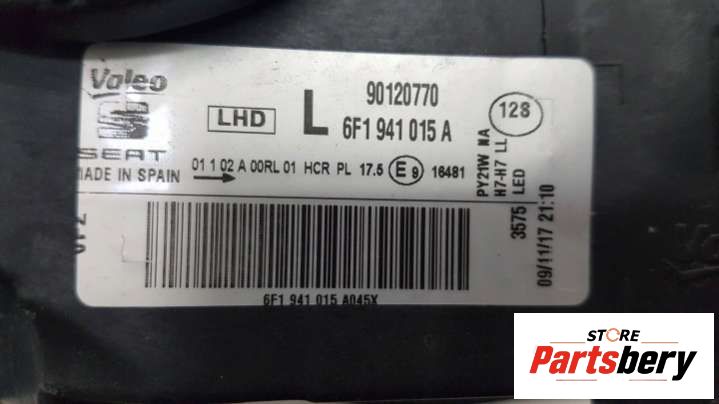 Valeo
SEAT
MADE IN SPAIN
LHD
L
90120770
6F1 941 015 A
01 1 02 A 00RL 01 HCR PL 17.5 E9 16481
128
PY21W NA
H7-H7 LL
3575 LED
09/11/17 21:10
6F1 941 015 A045X
STORE
Partsbery